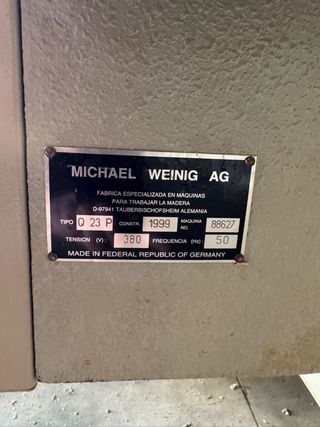 MICHAEL WEINIG AG
FABRICA ESPECIALIZADA EN MÁQUINAS
PARA TRABAJAR LA MADERA
D-97941 TAUBERBISCHOFSHEIM ALEMANIA
TIPO Q 23 P CONSTR. 1999 MAQUINA NO. 88627
TENSION (V): 380 FREQUENCIA (Hz): 50
MADE IN FEDERAL REPUBLIC OF GERMANY